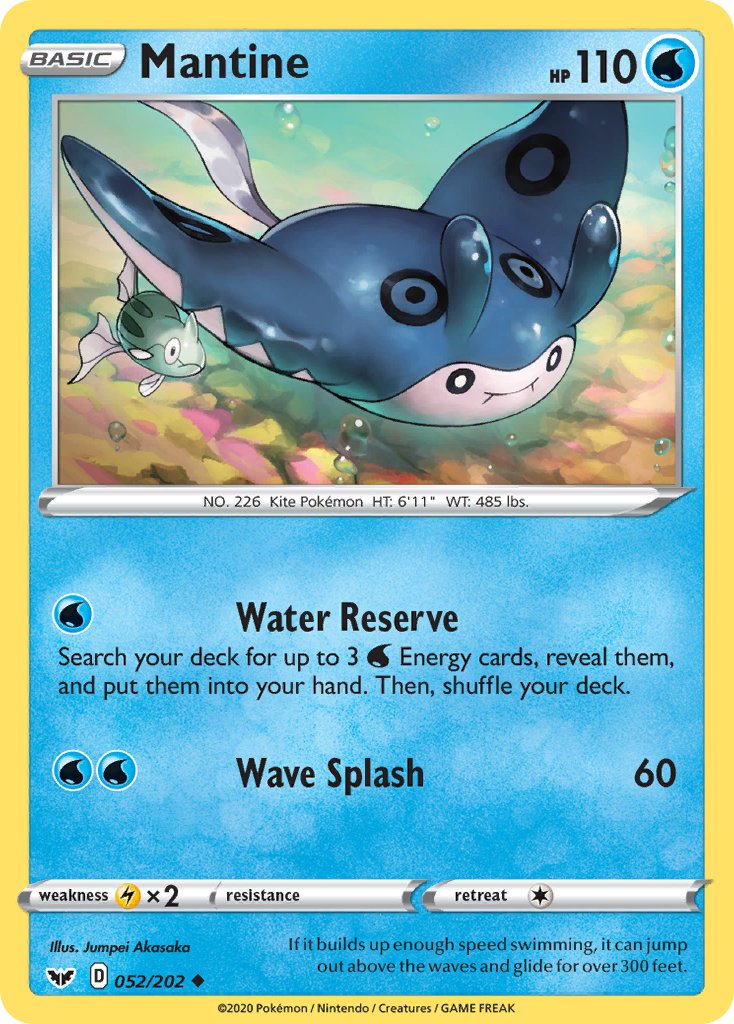 BASIC Mantine HP 110
NO. 226 Kite Pokémon HT: 6'11" WT: 485 lbs.
Water Reserve
Search your deck for up to 3 Energy cards, reveal them,
and put them into your hand. Then, shuffle your deck.
Wave Splash 60
weakness ×2 resistance retreat
Illus. Jumpei Akasaka
If it builds up enough speed swimming, it can jump
out above the waves and glide for over 300 feet.
D 052/202
©2020 Pokémon / Nintendo / Creatures / GAME FREAK